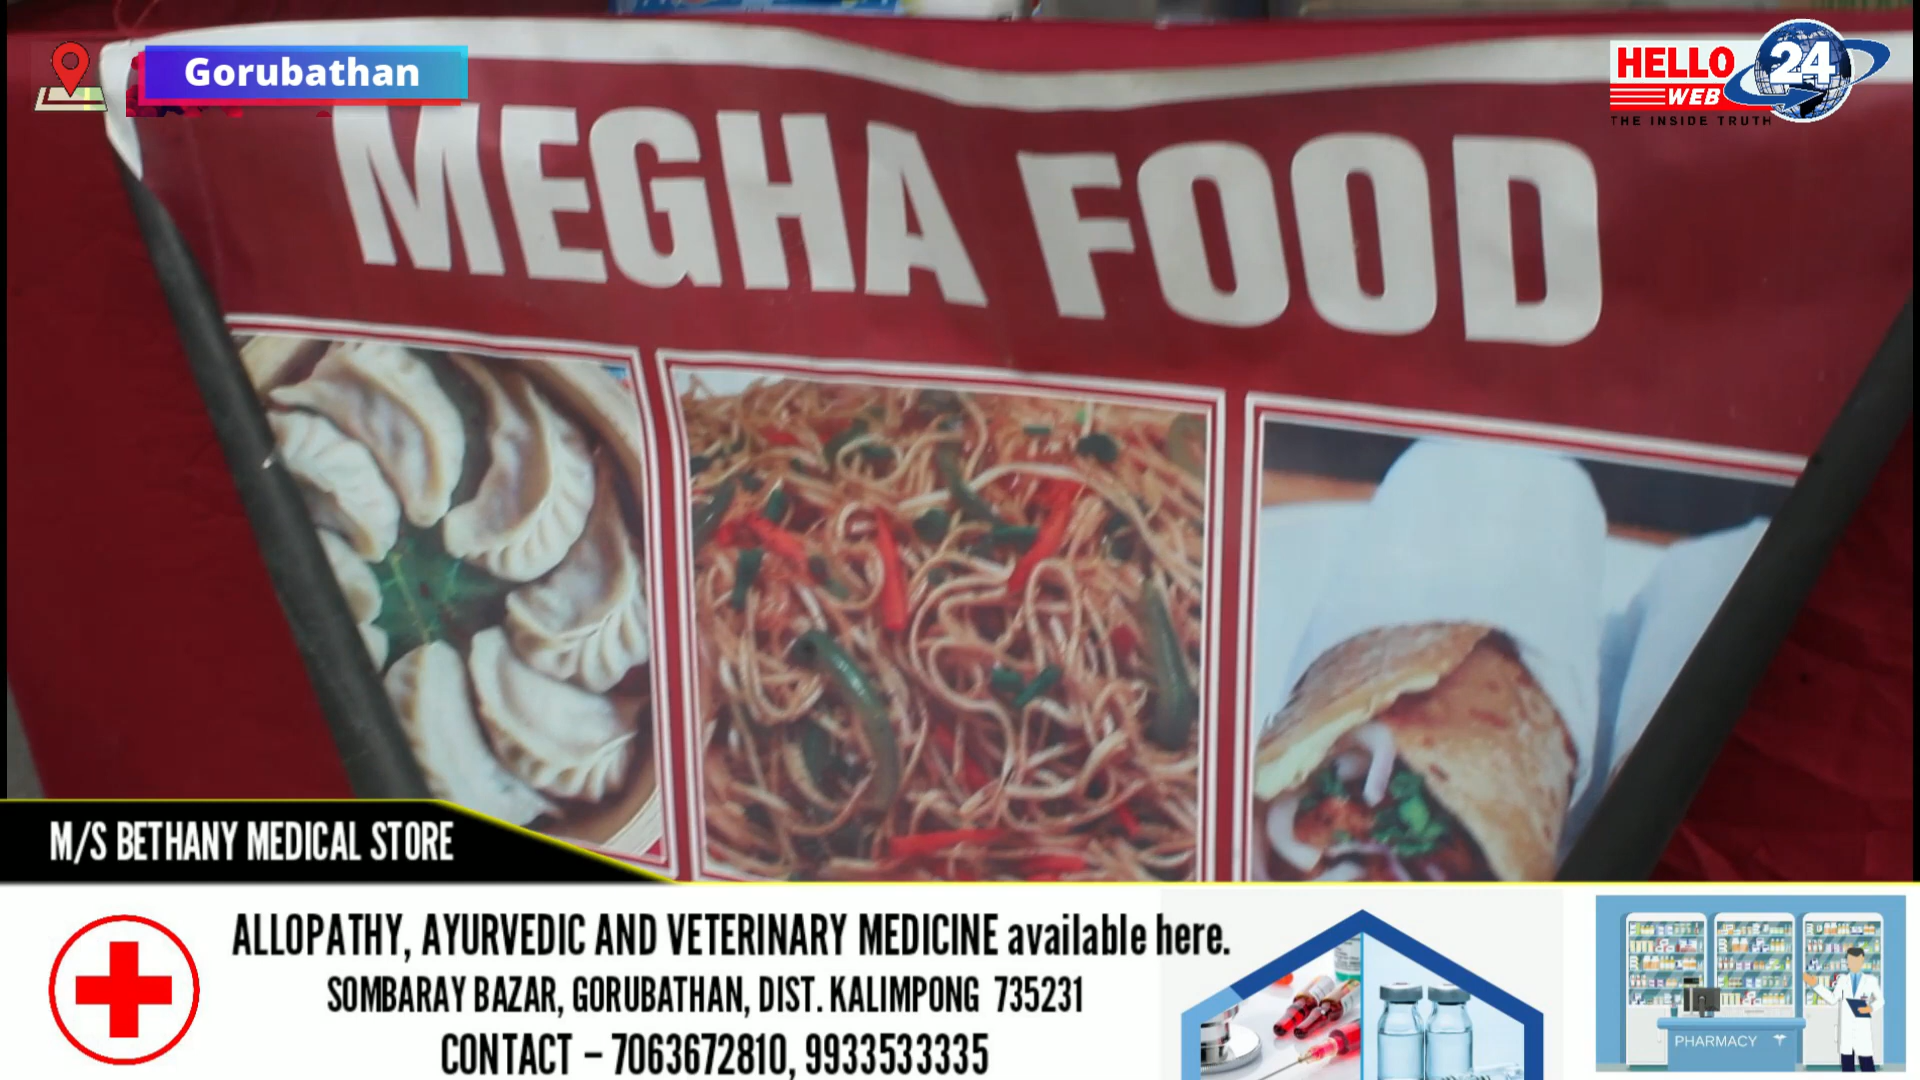 Gorubathan
HELLO
24
WEB
THE INSIDE TRUTH
MEGHA FOOD
M/S BETHANY MEDICAL STORE
ALLOPATHY, AYURVEDIC AND VETERINARY MEDICINE available here.
SOMBARAY BAZAR, GORUBATHAN, DIST. KALIMPONG 735231
CONTACT – 7063672810, 9933533335
PHARMACY